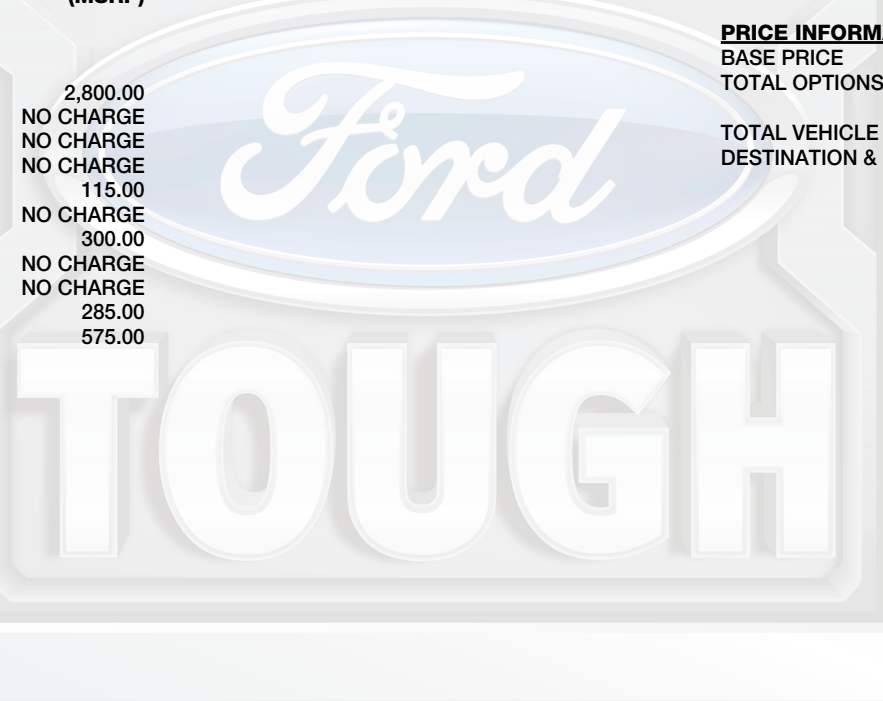 (MSRP)
2,800.00
NO CHARGE
NO CHARGE
NO CHARGE
115.00
NO CHARGE
300.00
NO CHARGE
NO CHARGE
285.00
575.00
PRICE INFORMA
BASE PRICE
TOTAL OPTIONS
TOTAL VEHICLE
DESTINATION &
Ford
TOUGH